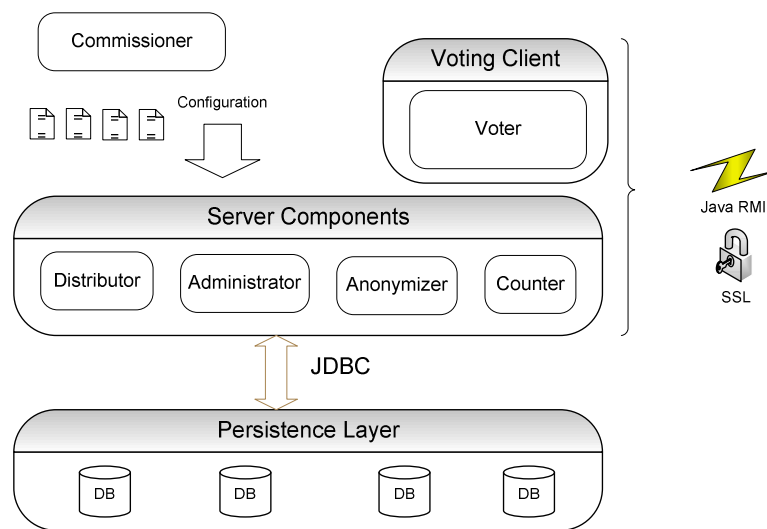 Commissioner
Voting Client
Configuration
Voter
Java RMI
Server Components
Distributor
Administrator
Anonymizer
Counter
SSL
JDBC
Persistence Layer
DB
DB
DB
DB